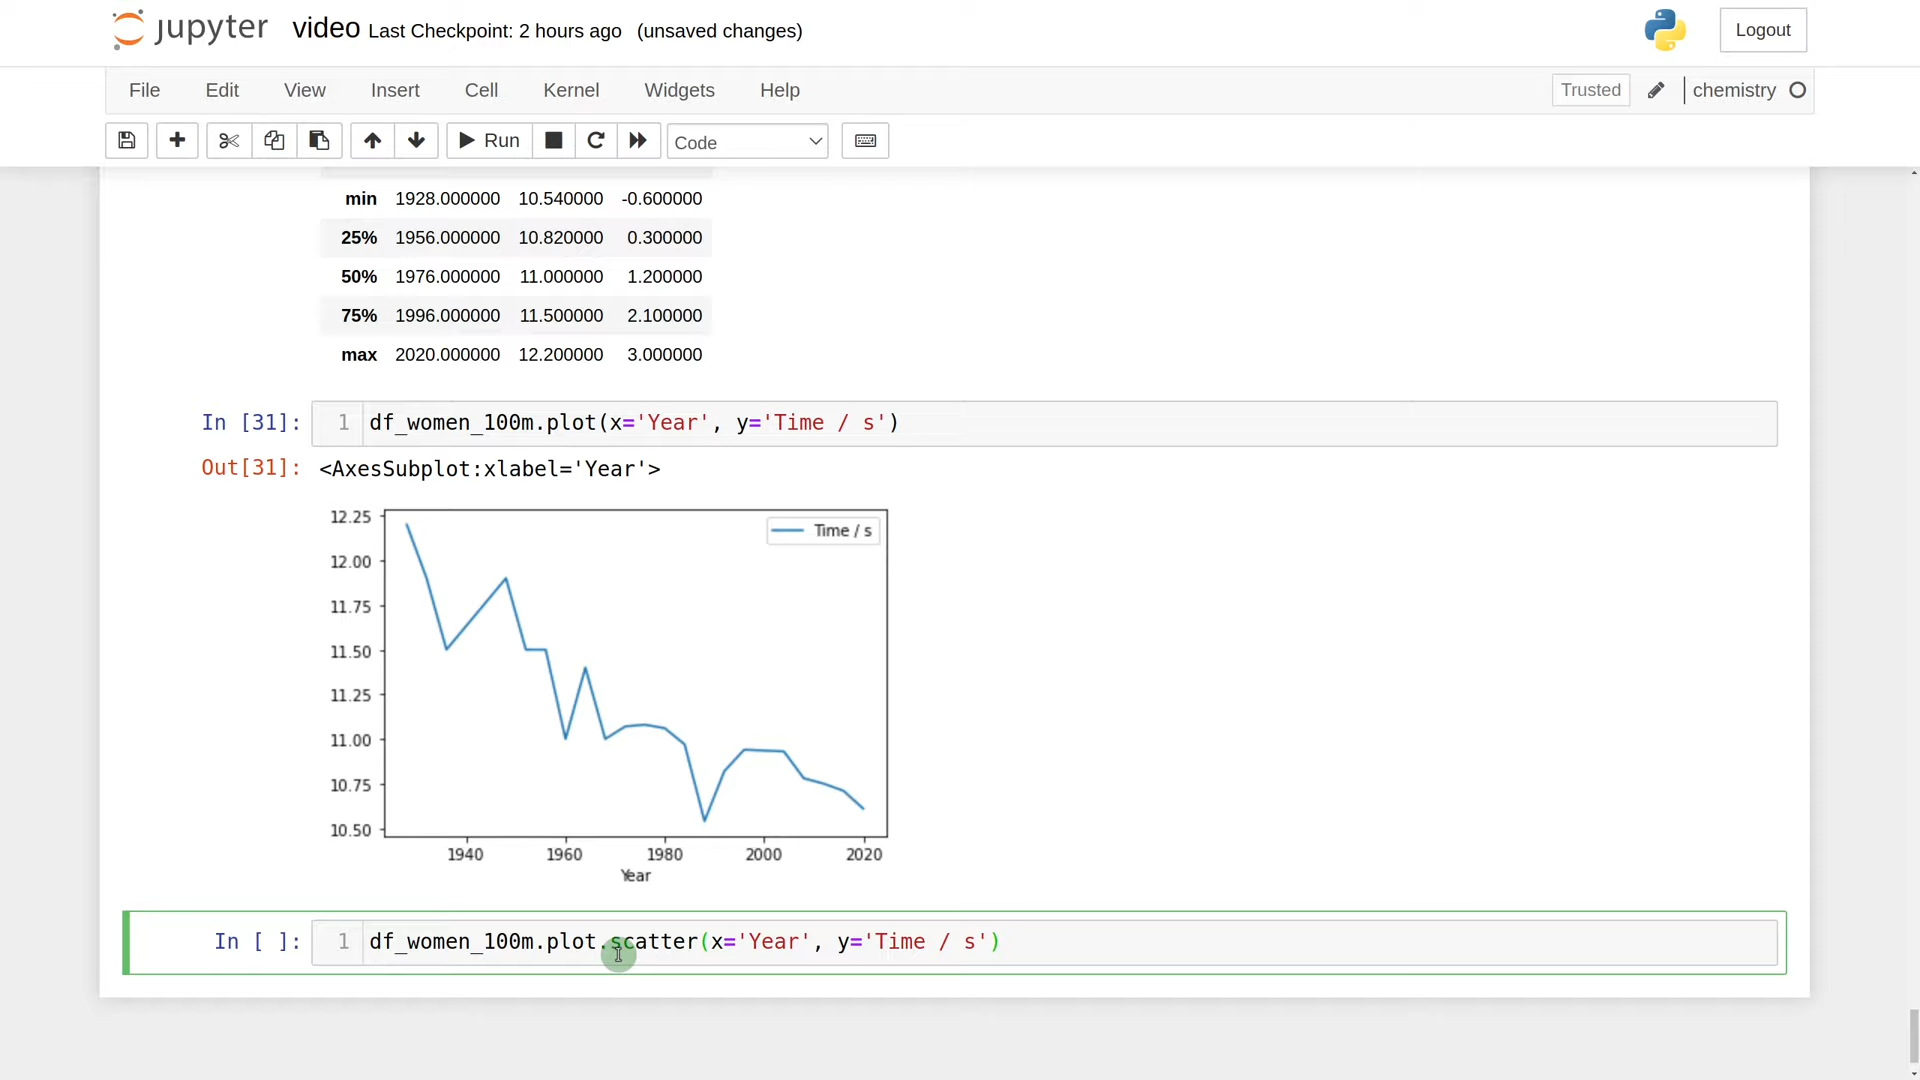 jupyter video Last Checkpoint: 2 hours ago (unsaved changes) Logout
File Edit View Insert Cell Kernel Widgets Help Trusted chemistry
Run Code
min 1928.000000 10.540000 -0.600000
25% 1956.000000 10.820000 0.300000
50% 1976.000000 11.000000 1.200000
75% 1996.000000 11.500000 2.100000
max 2020.000000 12.200000 3.000000
In [31]: 1 df_women_100m.plot(x='Year', y='Time / s')
Out[31]: <AxesSubplot:xlabel='Year'>
12.25
Time / s
12.00
11.75
11.50
11.25
11.00
10.75
10.50
1940 1960 1980 2000 2020
Year
In [ ]: 1 df_women_100m.plot.scatter(x='Year', y='Time / s')